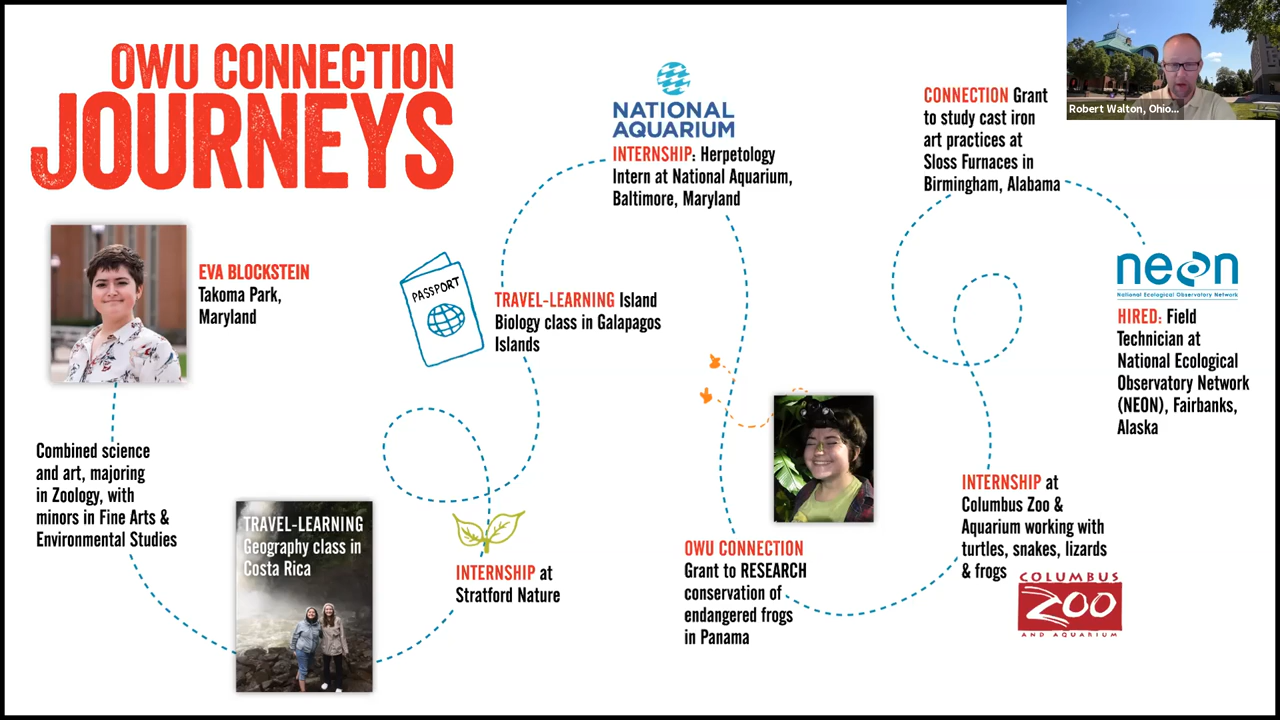 OWU CONNECTION
JOURNEYS
EVA BLOCKSTEIN
Takoma Park,
Maryland
Combined science
and art, majoring
in Zoology, with
minors in Fine Arts &
Environmental Studies
TRAVEL-LEARNING
Geography class in
Costa Rica
INTERNSHIP at
Stratford Nature
PASSPORT
TRAVEL-LEARNING Island
Biology class in Galapagos
Islands
NATIONAL
AQUARIUM
INTERNSHIP: Herpetology
Intern at National Aquarium,
Baltimore, Maryland
OWU CONNECTION
Grant to RESEARCH
conservation of
endangered frogs
in Panama
INTERNSHIP at
Columbus Zoo &
Aquarium working with
turtles, snakes, lizards
& frogs
COLUMBUS
ZOO
AND AQUARIUM
CONNECTION Grant
to study cast iron
art practices at
Sloss Furnaces in
Birmingham, Alabama
neon
National Ecological Observatory Network
HIRED: Field
Technician at
National Ecological
Observatory Network
(NEON), Fairbanks,
Alaska
Robert Walton, Ohio...